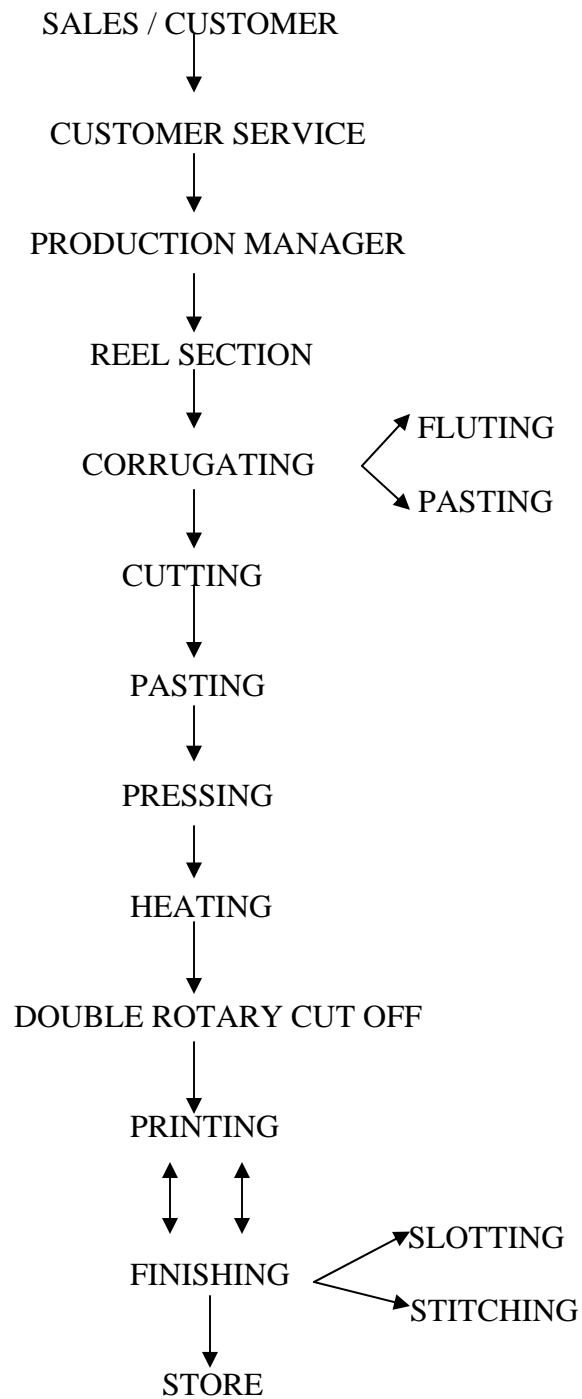 SALES / CUSTOMER
CUSTOMER SERVICE
PRODUCTION MANAGER
REEL SECTION
FLUTING
CORRUGATING
PASTING
CUTTING
PASTING
PRESSING
HEATING
DOUBLE ROTARY CUT OFF
PRINTING
SLOTTING
FINISHING
STITCHING
STORE